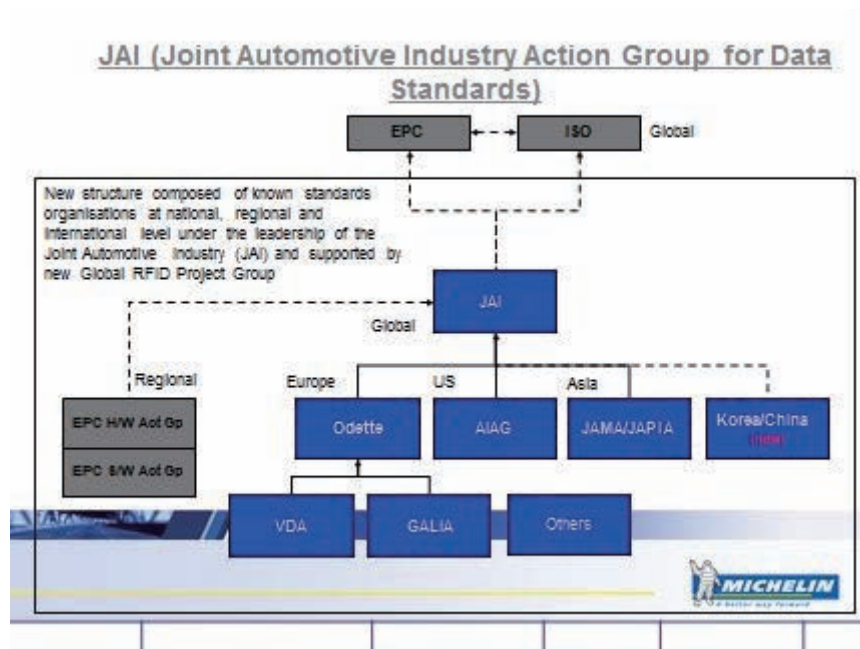 JAI (Joint Automotive Industry Action Group for Data
Standards)
EPC
ISO
Global
New structure composed of known standards
organisations at national, regional and
International level under the leadership of the
Joint Automotive Industry (JAI) and supported by
new Global RFID Project Group
JAI
Global
Regional
Europe
US
Asia
EPC H/W Act Gp
EPC S/W Act Gp
Odette
AIAG
JAMA/JAPIA
Korea/China
VDA
GALIA
Others
MICHELIN
A better way forward